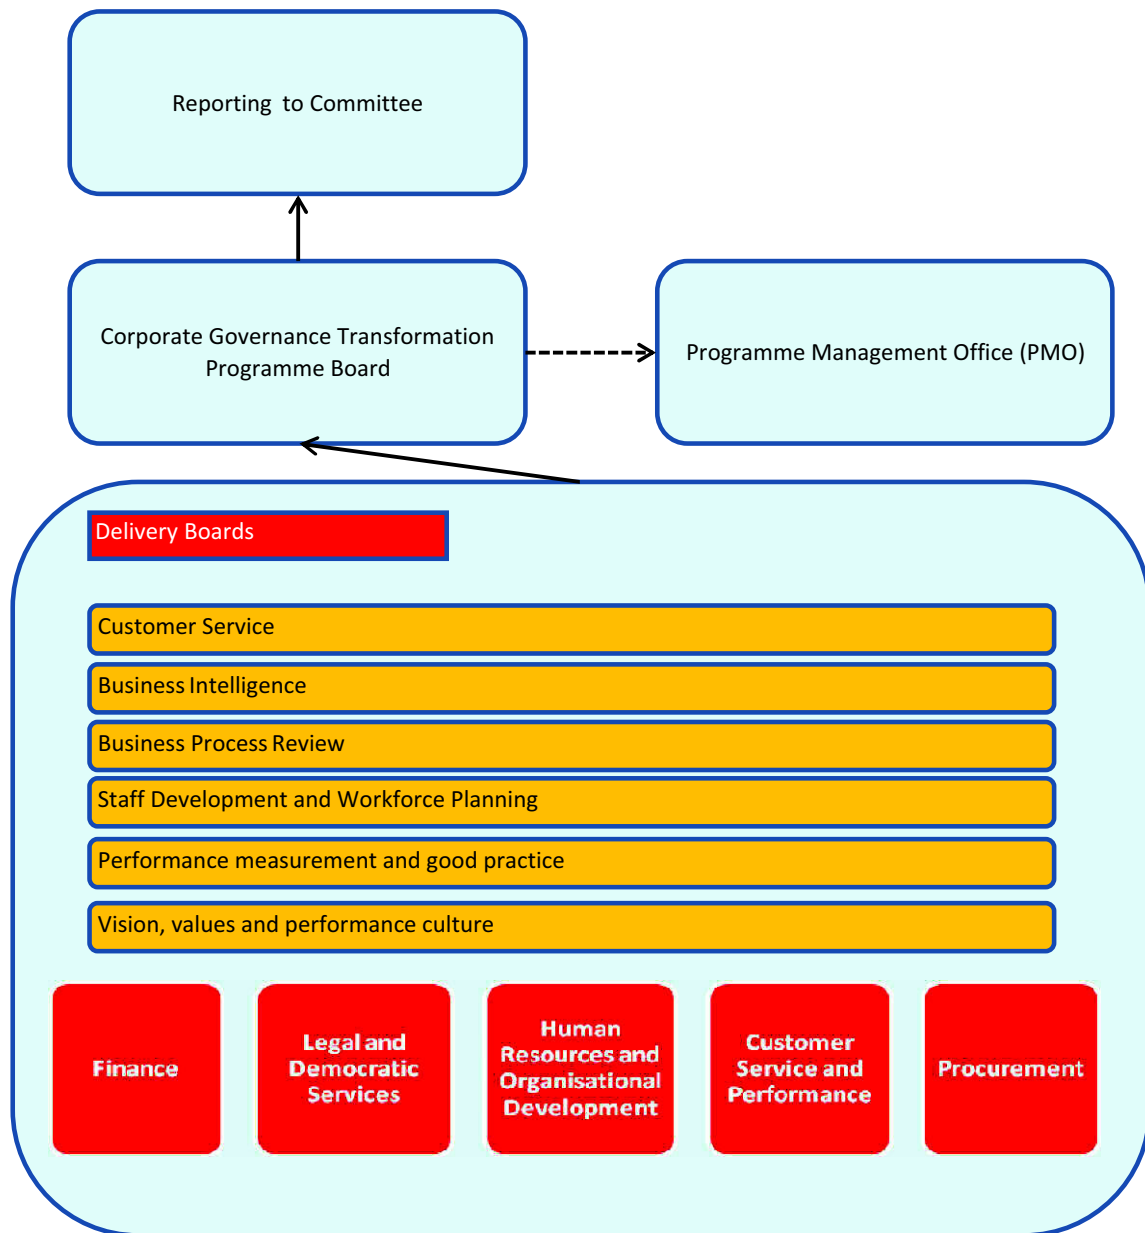 Reporting to Committee
Corporate Governance Transformation
Programme Board
Programme Management Office (PMO)
Delivery Boards
Customer Service
Business Intelligence
Business Process Review
Staff Development and Workforce Planning
Performance measurement and good practice
Vision, values and performance culture
Finance
Legal and
Democratic
Services
Human
Resources and
Organisational
Development
Customer
Service and
Performance
Procurement